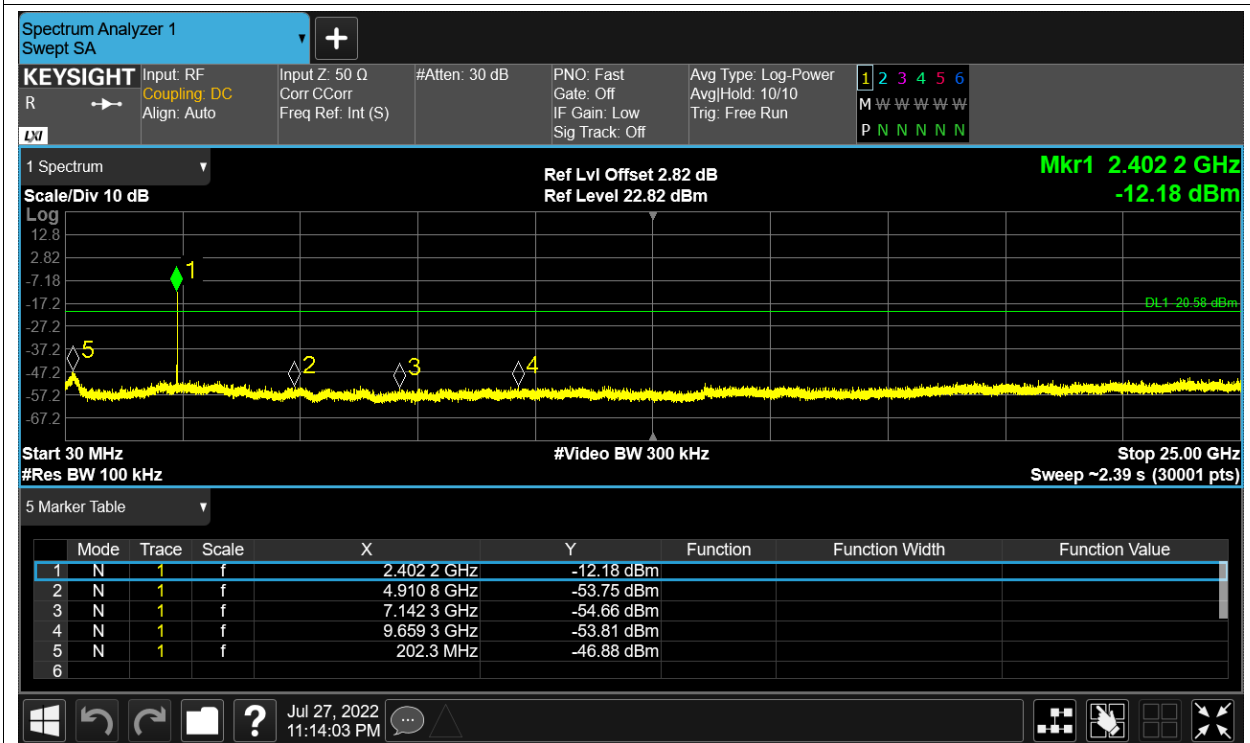 Spectrum Analyzer 1
Swept SA
KEYSIGHT Input: RF Input Z: 50 Ω #Atten: 30 dB PNO: Fast Avg Type: Log-Power 1 2 3 4 5 6
R Coupling: DC Corr CCorr Gate: Off Avg|Hold: 10/10 M W W W W W
Align: Auto Freq Ref: Int (S) IF Gain: Low Trig: Free Run
LXI Sig Track: Off P N N N N N
1 Spectrum Ref Lvl Offset 2.82 dB Mkr1 2.402 2 GHz
Scale/Div 10 dB Ref Level 22.82 dBm -12.18 dBm
Log
12.8
2.82
-7.18 1
-17.2 DL1 -20.58 dBm
-27.2
-37.2 5
-47.2 2 3 4
-57.2
-67.2
Start 30 MHz #Video BW 300 kHz Stop 25.00 GHz
#Res BW 100 kHz Sweep ~2.39 s (30001 pts)
5 Marker Table
Mode Trace Scale X Y Function Function Width Function Value
1 N 1 f 2.402 2 GHz -12.18 dBm
2 N 1 f 4.910 8 GHz -53.75 dBm
3 N 1 f 7.142 3 GHz -54.66 dBm
4 N 1 f 9.659 3 GHz -53.81 dBm
5 N 1 f 202.3 MHz -46.88 dBm
6
? Jul 27, 2022
11:14:03 PM